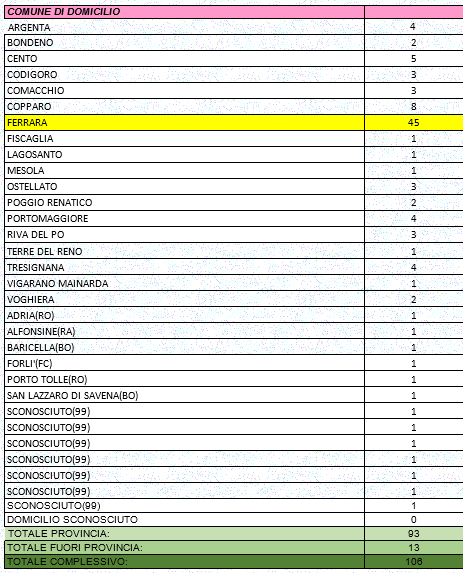 COMUNE DI DOMICILIO
ARGENTA 4
BONDENO 2
CENTO 5
CODIGORO 3
COMACCHIO 3
COPPARO 8
FERRARA 45
FISCAGLIA 1
LAGOSANTO 1
MESOLA 1
OSTELLATO 3
POGGIO RENATICO 2
PORTOMAGGIORE 4
RIVA DEL PO 3
TERRE DEL RENO 1
TRESIGNANA 4
VIGARANO MAINARDA 1
VOGHIERA 2
ADRIA(RO) 1
ALFONSINE(RA) 1
BARICELLA(BO) 1
FORLI'(FC) 1
PORTO TOLLE(RO) 1
SAN LAZZARO DI SAVENA(BO) 1
SCONOSCIUTO(99) 1
SCONOSCIUTO(99) 1
SCONOSCIUTO(99) 1
SCONOSCIUTO(99) 1
SCONOSCIUTO(99) 1
SCONOSCIUTO(99) 1
SCONOSCIUTO(99) 1
DOMICILIO SCONOSCIUTO 0
TOTALE PROVINCIA: 93
TOTALE FUORI PROVINCIA: 13
TOTALE COMPLESSIVO: 106